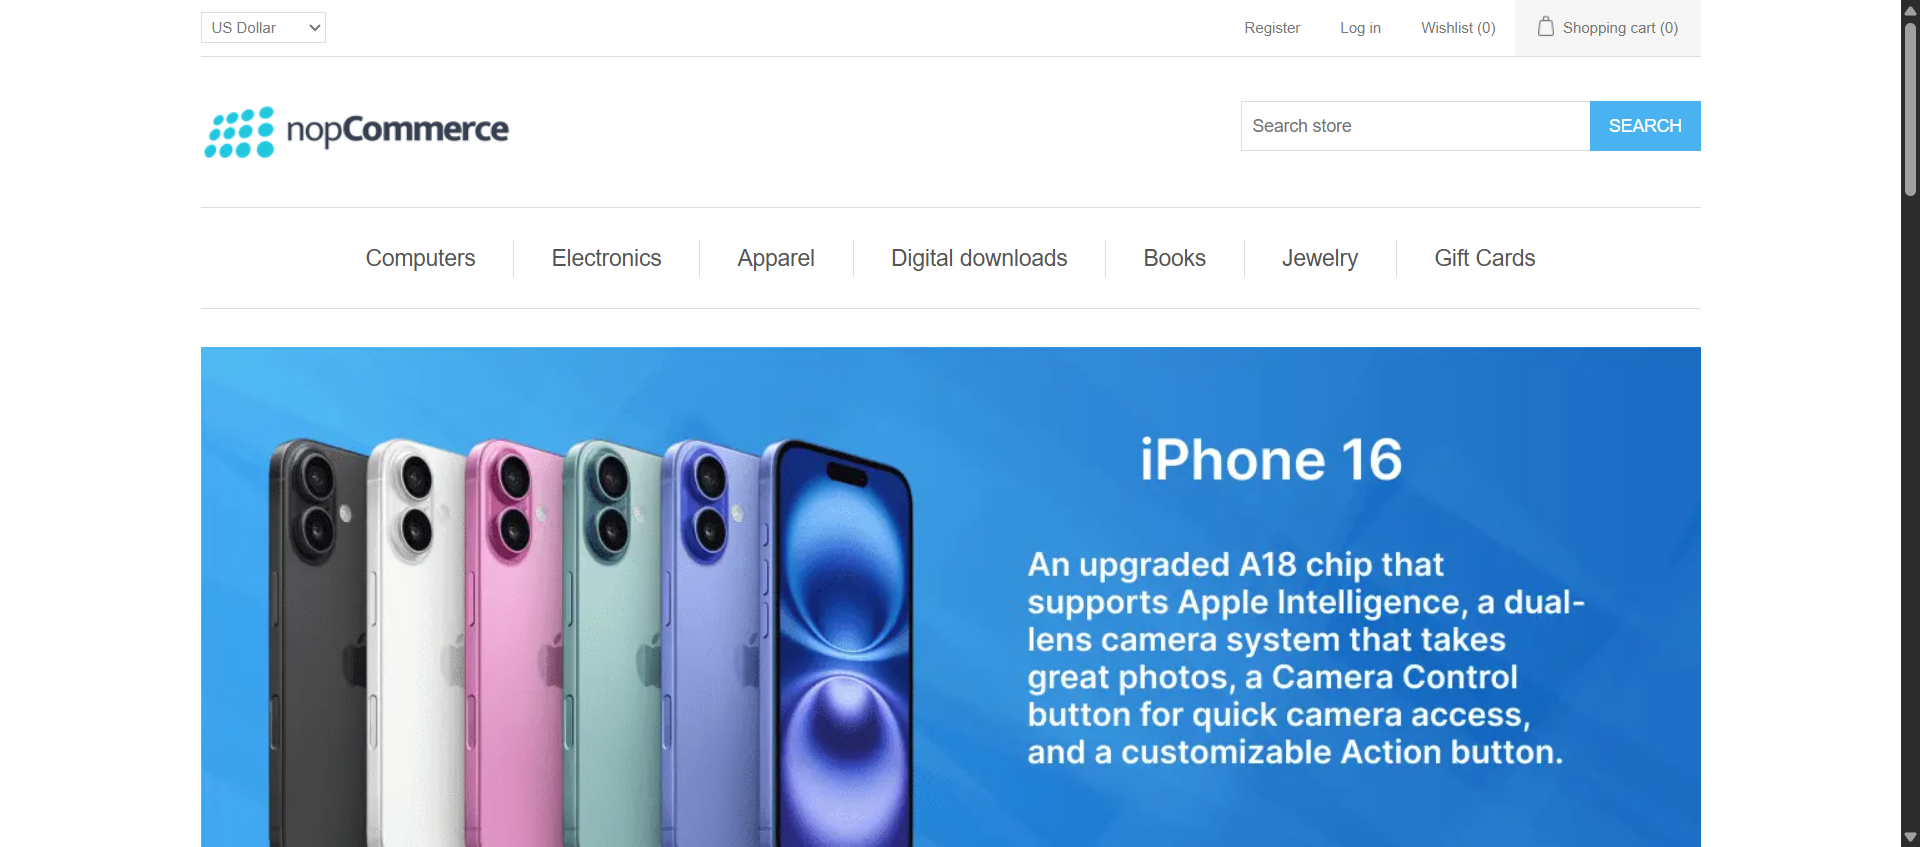 US Dollar
Register
Log in
Wishlist (0)
Shopping cart (0)
nopCommerce
Search store
SEARCH
Computers
Electronics
Apparel
Digital downloads
Books
Jewelry
Gift Cards
iPhone 16
An upgraded A18 chip that
supports Apple Intelligence, a dual-
lens camera system that takes
great photos, a Camera Control
button for quick camera access,
and a customizable Action button.